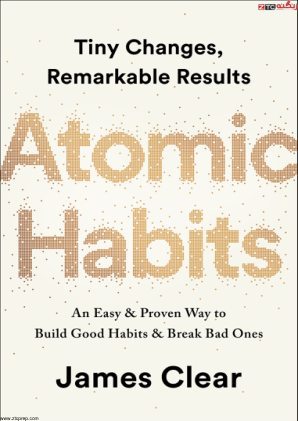 Tiny Changes,
Remarkable Results
Atomic
Habits
An Easy & Proven Way to
Build Good Habits & Break Bad Ones
James Clear
www.ztcprep.com